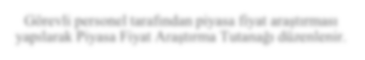 Görevli personel tarafından piyasa fiyat araştırması
yapılarak Piyasa Fiyat Araştırma Tutanağı düzenlenir.